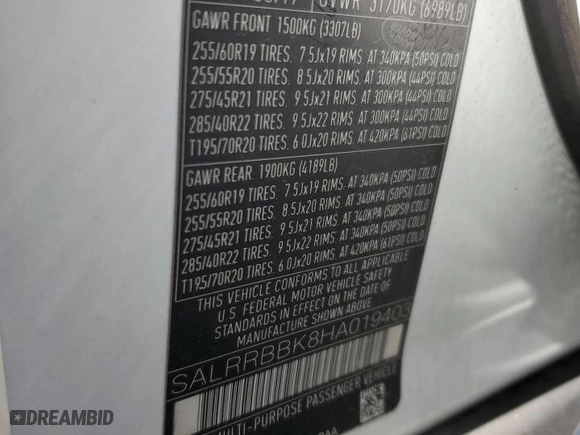 GVWR 3170KG (6989LB)
GAWR FRONT 1500KG (3307LB)
255/60R19 TIRES. 7 5Jx19 RIMS. AT 340KPA (50PSI) COLD
255/55R20 TIRES. 8 5Jx20 RIMS. AT 300KPA (44PSI) COLD
275/45R21 TIRES. 9 5Jx21 RIMS. AT 300KPA (44PSI) COLD
285/40R22 TIRES. 9 5Jx22 RIMS. AT 300KPA (44PSI) COLD
T195/70R20 TIRES. 6 0Jx20 RIMS. AT 420KPA (61PSI) COLD
GAWR REAR 1900KG (4189LB)
255/60R19 TIRES. 7 5Jx19 RIMS. AT 340KPA (50PSI) COLD
255/55R20 TIRES. 8 5Jx20 RIMS. AT 340KPA (50PSI) COLD
275/45R21 TIRES. 9 5Jx21 RIMS. AT 340KPA (50PSI) COLD
285/40R22 TIRES. 9 5Jx22 RIMS. AT 340KPA (50PSI) COLD
T195/70R20 TIRES. 6 0Jx20 RIMS. AT 420KPA (61PSI) COLD
THIS VEHICLE CONFORMS TO ALL APPLICABLE
U.S. FEDERAL MOTOR VEHICLE SAFETY
STANDARDS IN EFFECT ON THE DATE OF
MANUFACTURE SHOWN ABOVE
SALRRBBK8HA019403
MULTI-PURPOSE PASSENGER VEHICLE
DREAMBID